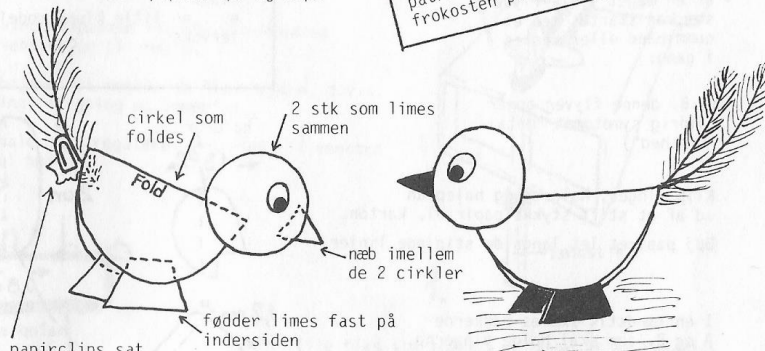 frokosten p
cirkel som
foldes
2 stk som limes
sammen
Fold
næb imellem
de 2 cirkler
fødder limes fast på
indersiden
papirclips sat